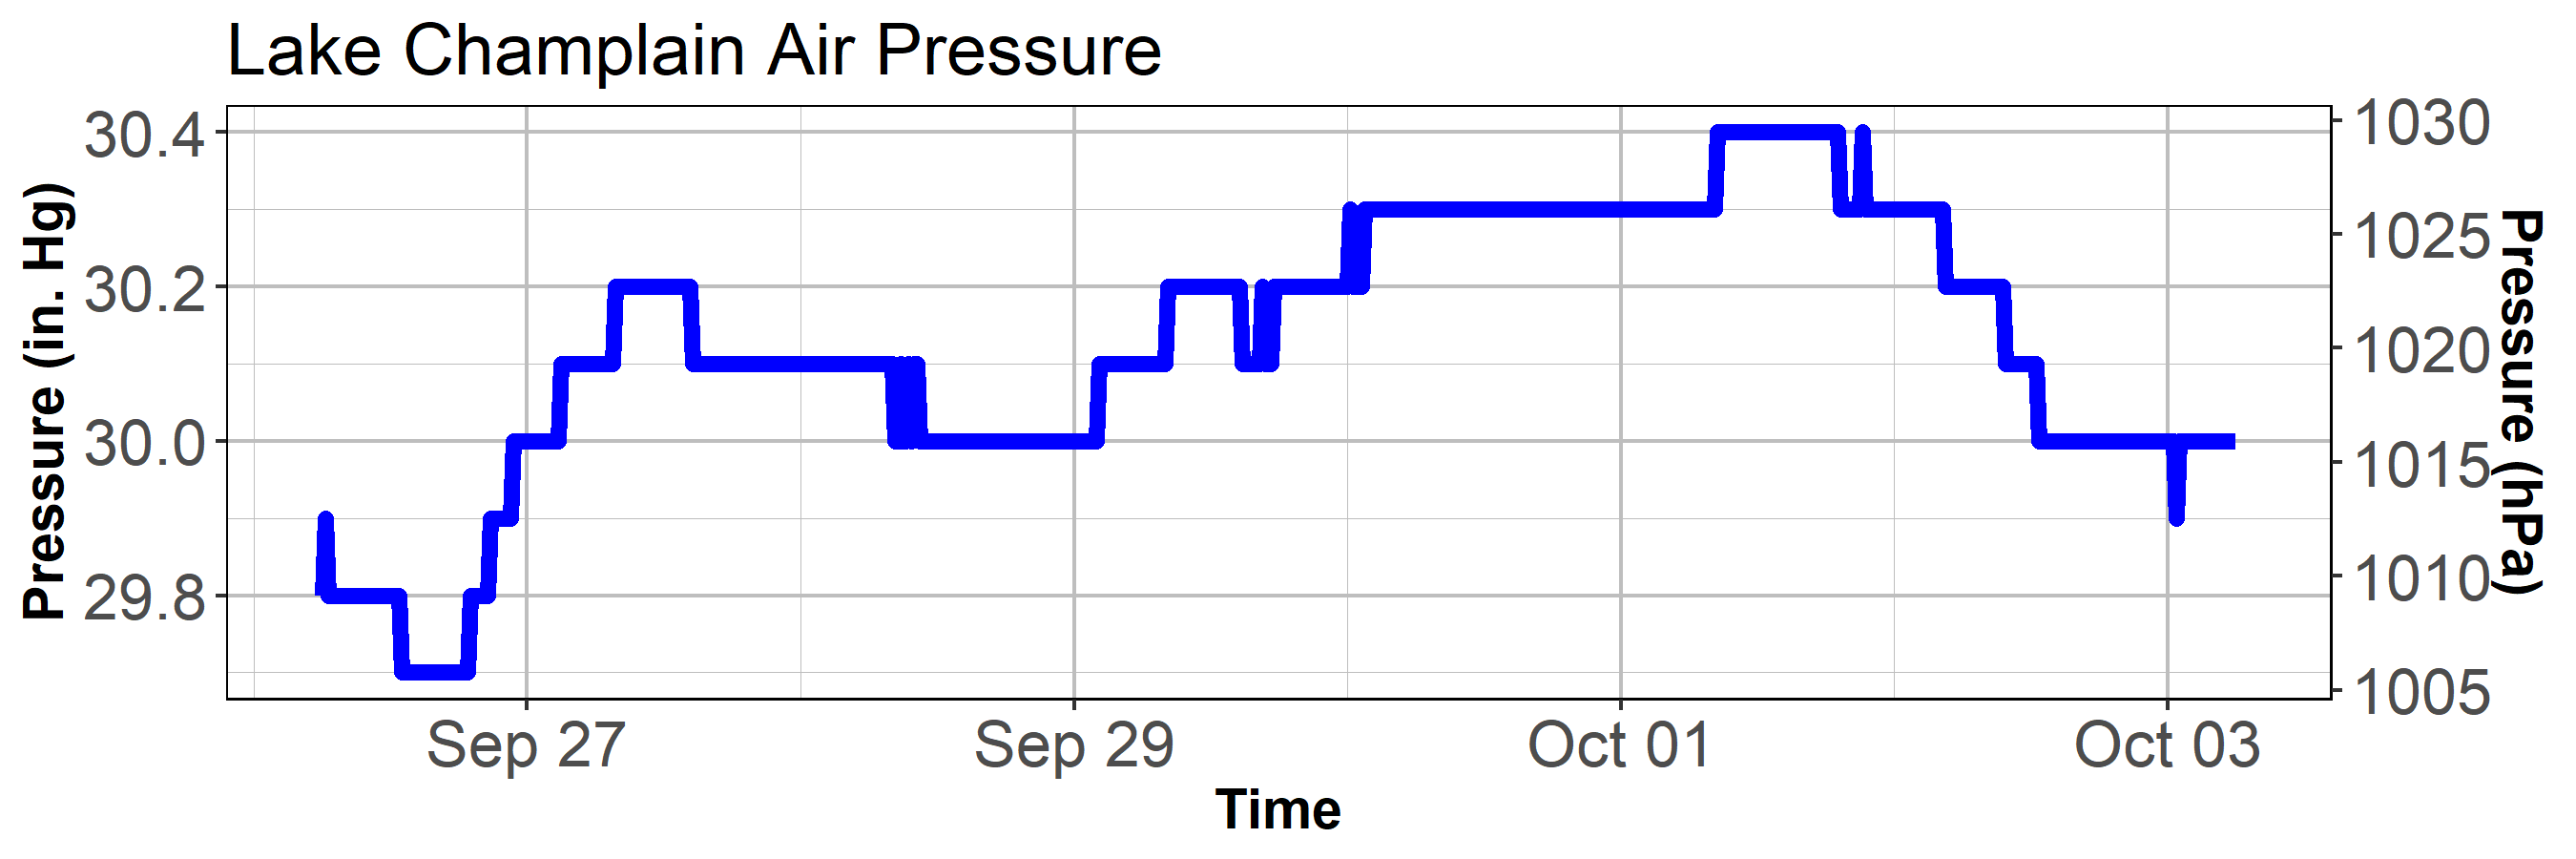 Lake Champlain Air Pressure
Pressure (in. Hg)
30.4
30.2
30.0
29.8
1030
1025
1020
1015
1010
1005
Pressure (hPa)
Sep 27
Sep 29
Oct 01
Oct 03
Time